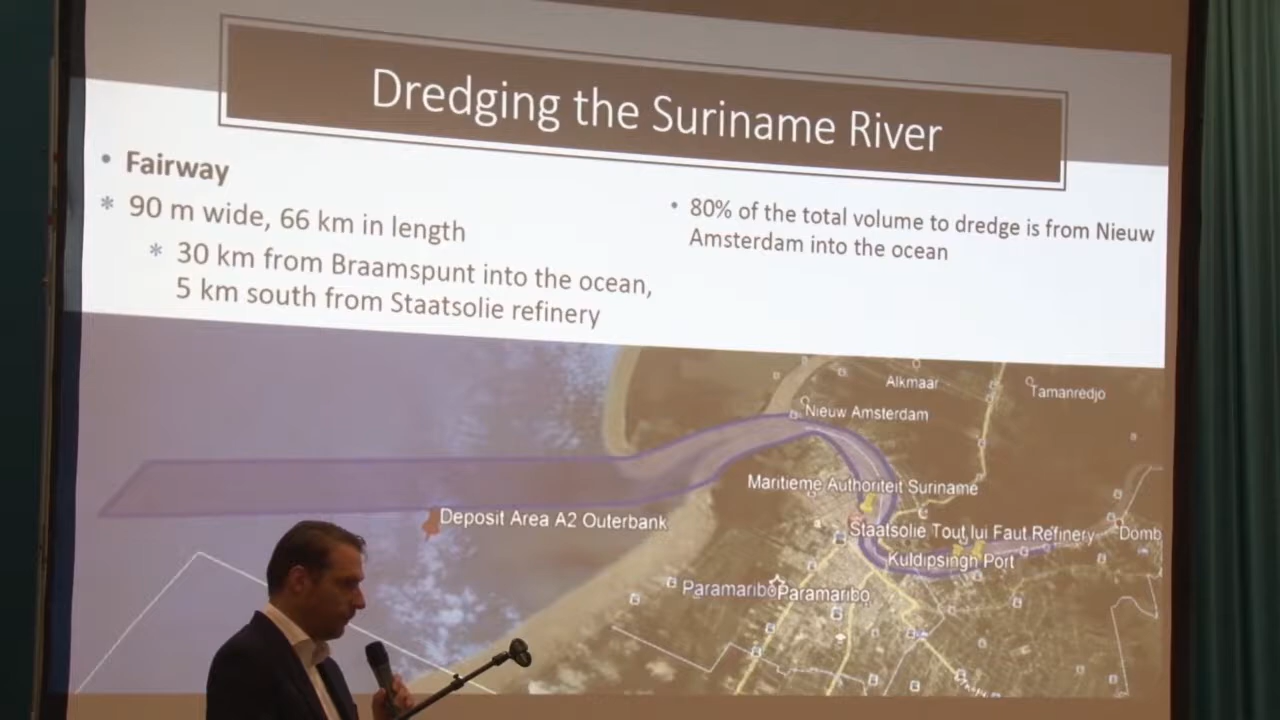 Dredging the Suriname River
• Fairway
* 90 m wide, 66 km in length
* 30 km from Braamspunt into the ocean,
5 km south from Staatsolie refinery
• 80% of the total volume to dredge is from Nieuw
Amsterdam into the ocean
Alkmaar
Tamanredjo
Nieuw Amsterdam
Maritieme Authoriteit Suriname
Deposit Area A2 Outerbank
Staatsolie Tout lui Faut Refinery
Domb
Kuldipsingh Port
Paramaribo
Paramaribo